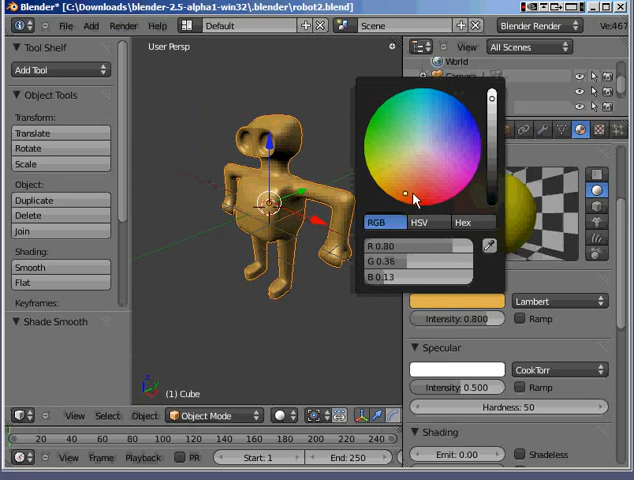 Blender* [C:\Downloads\blender-2.5-alpha1-win32\.blender\robot2.blend]
File Add Render Help Default Scene Blender Render Ve:467
Tool Shelf
User Persp
View All Scenes
World
Camera
Add Tool
Object Tools
Transform:
Translate
Rotate
Scale
Object:
Duplicate
Delete
Join
Shading:
Smooth
Flat
Keyframes:
Shade Smooth
RGB HSV Hex
R 0.80
G 0.36
B 0.13
Lambert
Intensity: 0.800 Ramp
Specular
CookTorr
Intensity: 0.500 Ramp
Hardness: 50
Shading
Emit: 0.00 Shadeless
z
y
x
(1) Cube
View Select Object Object Mode
20 40 60 80 100 120 140 160 180 200 220 240
View Frame Playback PR Start: 1 End: 250